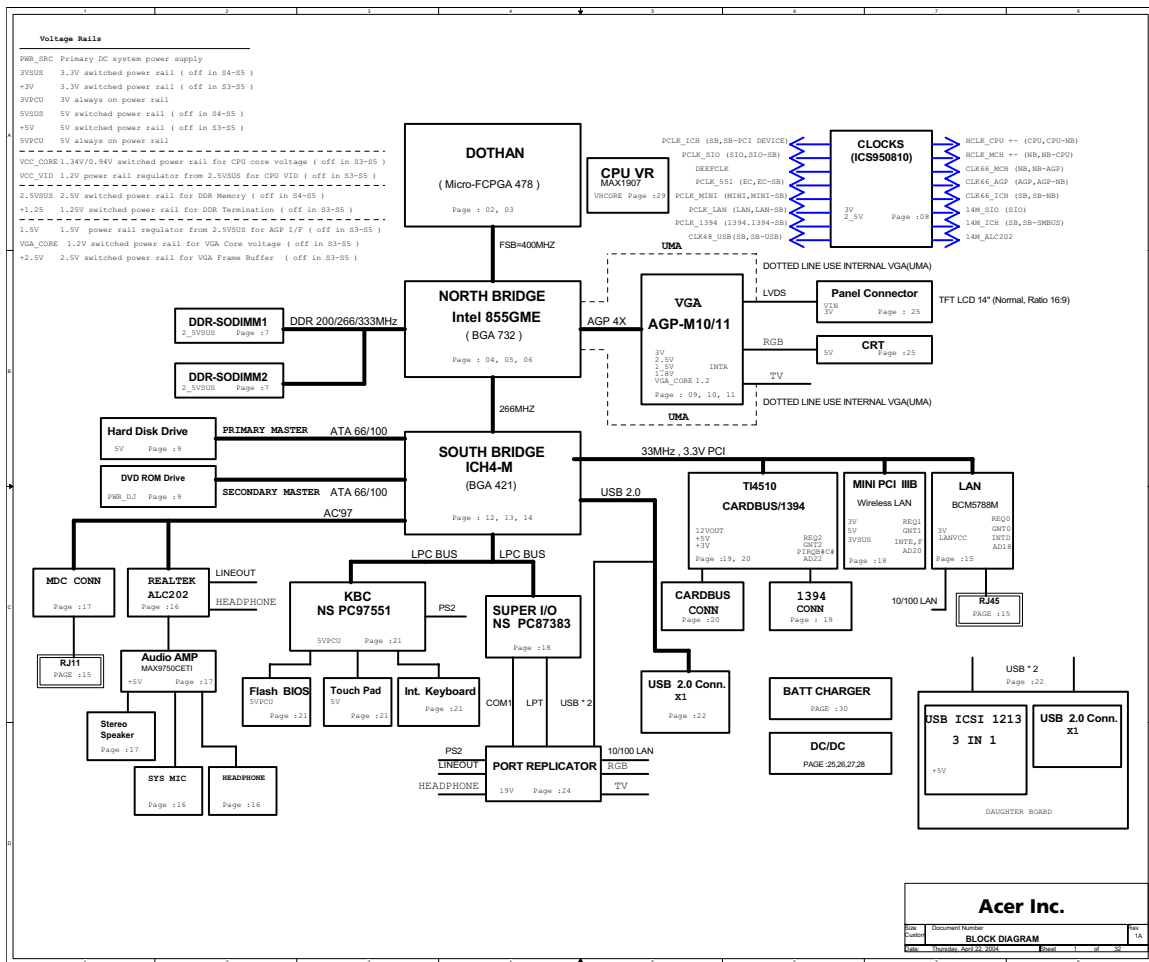 Voltage Rails
PWR_SRC Primary DC system power supply
3VSUS 3.3V switched power rail ( off in S4-S5 )
+3V 3.3V switched power rail ( off in S3-S5 )
3VPCU 3V always on power rail
5VSUS 5V switched power rail ( off in S4-S5 )
+5V 5V switched power rail ( off in S3-S5 )
5VPCU 5V always on power rail
VCC_CORE 1.34V/0.94V switched power rail for CPU core voltage ( off in S3-S5 )
VCC_VID 1.2V power rail regulator from 2.5VSUS for CPU VID ( off in S3-S5 )
2.5VSUS 2.5V switched power rail for DDR Memory ( off in S4-S5 )
+1.25 1.25V switched power rail for DDR Termination ( off in S3-S5 )
1.5V 1.5V power rail regulator from 2.5VSUS for AGP I/F ( off in S3-S5 )
VGA_CORE 1.2V switched power rail for VGA Core voltage ( off in S3-S5 )
+2.5V 2.5V switched power rail for VGA Frame Buffer ( off in S3-S5 )
DOTHAN
( Micro-FCPGA 478 )
Page : 02, 03
CPU VR
MAX1907
VHCORE Page :29
PCLK_ICH (SB,SB-PCI DEVICE)
PCLK_SIO (SIO,SIO-SB)
DEEFCLK
PCLK_551 (EC,EC-SB)
PCLK_MINI (MINI,MINI-SB)
PCLK_LAN (LAN,LAN-SB)
PCLK_1394 (1394.1394-SB)
CLK48_USB(SB,SB-USB)
CLOCKS
(ICS950810)
3V
2_5V Page :08
HCLK_CPU +- (CPU,CPU-NB)
HCLK_MCH +- (NB,NB-CPU)
CLK66_MCH (NB,NB-AGP)
CLK66_AGP (AGP,AGP-NB)
CLK66_ICH (SB,SB-NB)
14M_SIO (SIO)
14M_ICH (SB,SB-SMBUS)
14M_ALC202
FSB=400MHZ
UMA
DOTTED LINE USE INTERNAL VGA(UMA)
NORTH BRIDGE
Intel 855GME
( BGA 732 )
Page : 04, 05, 06
AGP 4X
VGA
AGP-M10/11
3V
2.5V
1_5V INTA
1.8V
VGA_CORE 1.2
Page : 09, 10, 11
LVDS
Panel Connector
VIN
3V Page : 25
TFT LCD 14" (Normal, Ratio 16:9)
RGB
CRT
5V Page :25
TV
DOTTED LINE USE INTERNAL VGA(UMA)
UMA
DDR-SODIMM1
2_5VSUS Page :7
DDR 200/266/333MHz
DDR-SODIMM2
2_5VSUS Page :7
266MHZ
Hard Disk Drive
5V Page :9
PRIMARY MASTER ATA 66/100
DVD ROM Drive
PWR_DJ Page :9
SECONDARY MASTER ATA 66/100
AC'97
SOUTH BRIDGE
ICH4-M
(BGA 421)
Page : 12, 13, 14
33MHz , 3.3V PCI
USB 2.0
TI4510
CARDBUS/1394
12VOUT
+5V REQ2
+3V GNT2
PIRQB#C#
AD22
Page :19, 20
MINI PCI IIIB
Wireless LAN
3V REQ1
5V GNT1
3VSUS INTE,F
AD20
Page :18
LAN
BCM5788M
REQ0
3V GNT0
LANVCC INTD
AD18
Page :15
LPC BUS LPC BUS
MDC CONN
Page :17
REALTEK
ALC202
Page :16
LINEOUT
HEADPHONE
KBC
NS PC97551
5VPCU Page :21
PS2
SUPER I/O
NS PC87383
Page :18
CARDBUS
CONN
Page :20
1394
CONN
Page : 19
10/100 LAN
RJ45
PAGE :15
RJ11
PAGE :15
Audio AMP
MAX9750CETI
+5V Page :17
Stereo
Speaker
Page :17
SYS MIC
Page :16
HEADPHONE
Page :16
Flash BIOS
5VPCU
Page :21
Touch Pad
5V
Page :21
Int. Keyboard
Page :21
COM1
LPT
USB * 2
USB 2.0 Conn.
X1
Page :22
BATT CHARGER
PAGE :30
DC/DC
PAGE :25,26,27,28
USB * 2
Page :22
USB ICSI 1213
3 IN 1
+5V
USB 2.0 Conn.
X1
DAUGHTER BOARD
PS2
LINEOUT
HEADPHONE
PORT REPLICATOR
19V Page :24
10/100 LAN
RGB
TV
Acer Inc.
Size
Custom
Document Number
BLOCK DIAGRAM
Rev
1A
Date: Thursday, April 22, 2004 Sheet 1 of 32